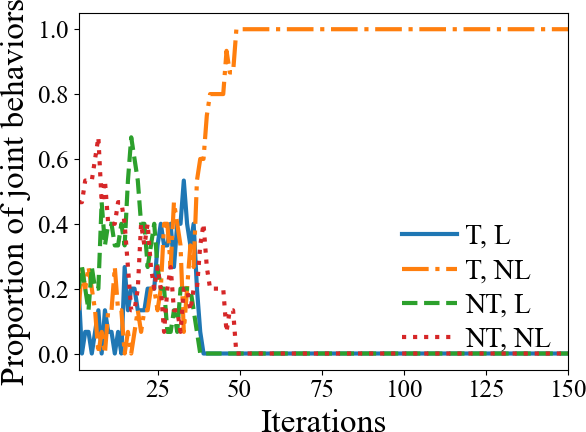 Proportion of joint behaviors
1.0
0.8
0.6
0.4
0.2
0.0
T, L
T, NL
NT, L
NT, NL
25 50 75 100 125 150
Iterations